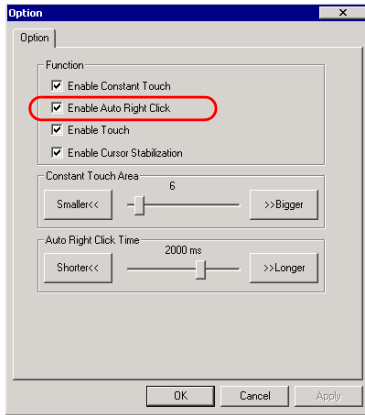 Option
Option
Function
Enable Constant Touch
Enable Auto Right Click
Enable Touch
Enable Cursor Stabilization
Constant Touch Area
6
Smaller<< >>Bigger
Auto Right Click Time
2000 ms
Shorter<< >>Longer
OK Cancel Apply